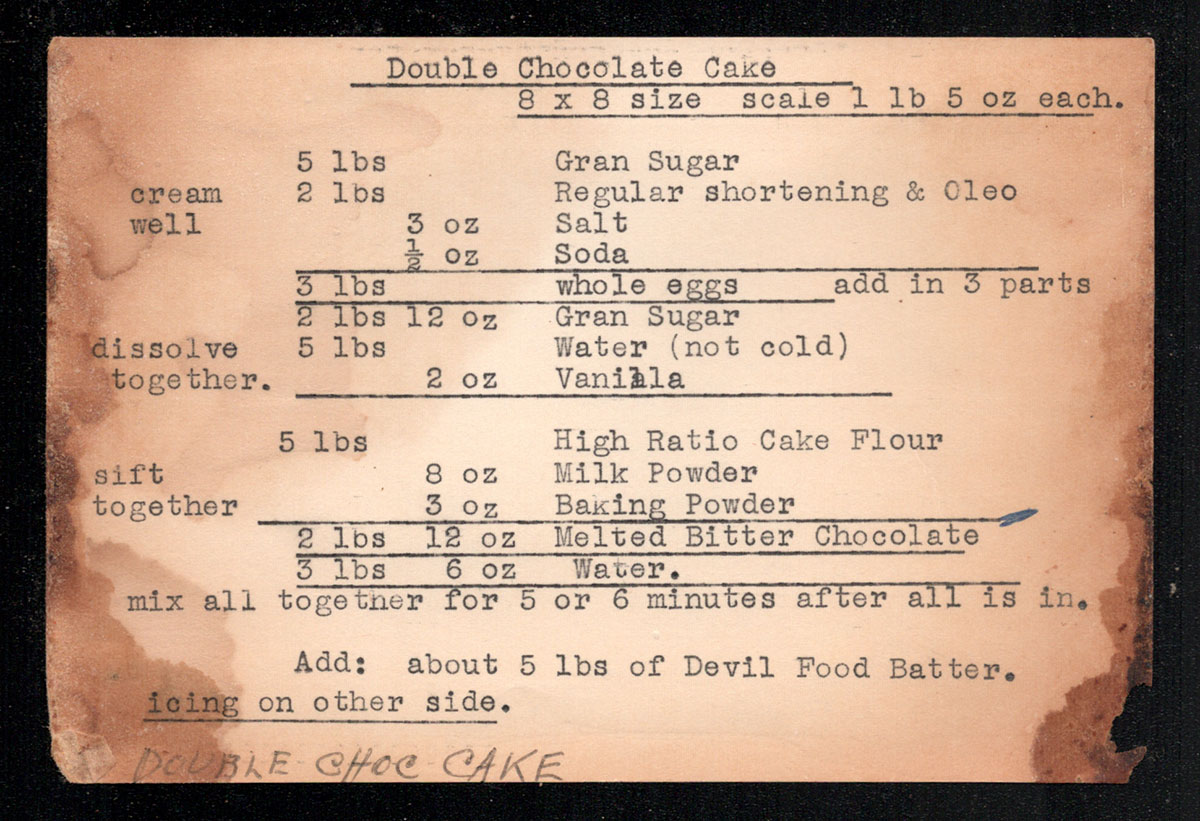 Double Chocolate Cake
8 x 8 size scale 1 lb 5 oz each.
5 lbs Gran Sugar
cream 2 lbs Regular shortening & Oleo
well 3 oz Salt
½ oz Soda
3 lbs whole eggs add in 3 parts
2 lbs 12 oz Gran Sugar
dissolve 5 lbs Water (not cold)
together. 2 oz Vanilla
5 lbs High Ratio Cake Flour
sift 8 oz Milk Powder
together 3 oz Baking Powder
2 lbs 12 oz Melted Bitter Chocolate
3 lbs 6 oz Water.
mix all together for 5 or 6 minutes after all is in.
Add: about 5 lbs of Devil Food Batter.
icing on other side.
DOUBLE CHOC CAKE